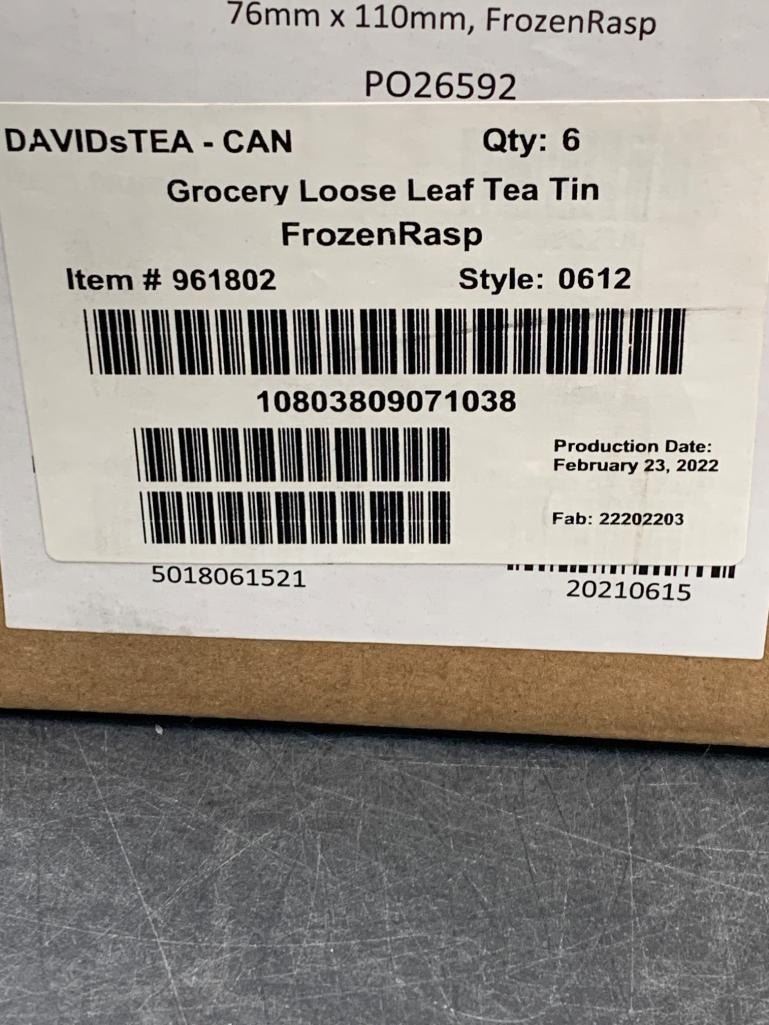 76mm x 110mm, FrozenRasp
PO26592
DAVIDsTEA - CAN Qty: 6
Grocery Loose Leaf Tea Tin
FrozenRasp
Item # 961802 Style: 0612
10803809071038
Production Date:
February 23, 2022
Fab: 22202203
5018061521 20210615